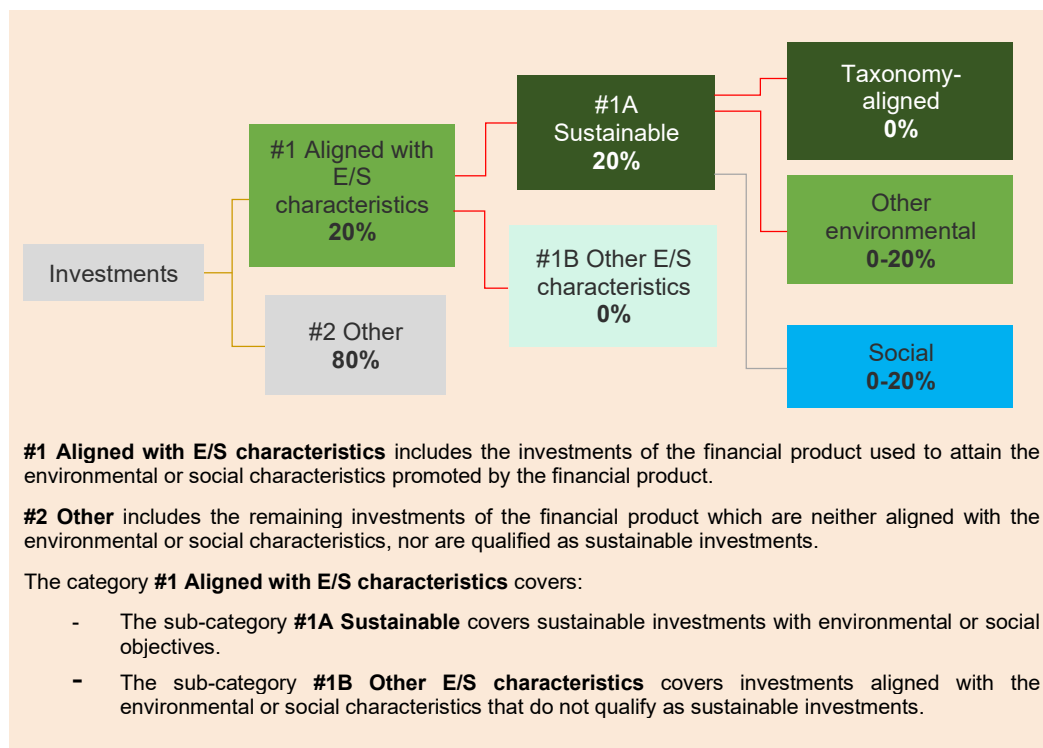 Investments
#1 Aligned with
E/S
characteristics
20%
#2 Other
80%
#1A
Sustainable
20%
#1B Other E/S
characteristics
0%
Taxonomy-
aligned
0%
Other
environmental
0-20%
Social
0-20%
#1 Aligned with E/S characteristics includes the investments of the financial product used to attain the
environmental or social characteristics promoted by the financial product.
#2 Other includes the remaining investments of the financial product which are neither aligned with the
environmental or social characteristics, nor are qualified as sustainable investments.
The category #1 Aligned with E/S characteristics covers:
- The sub-category #1A Sustainable covers sustainable investments with environmental or social
objectives.
- The sub-category #1B Other E/S characteristics covers investments aligned with the
environmental or social characteristics that do not qualify as sustainable investments.